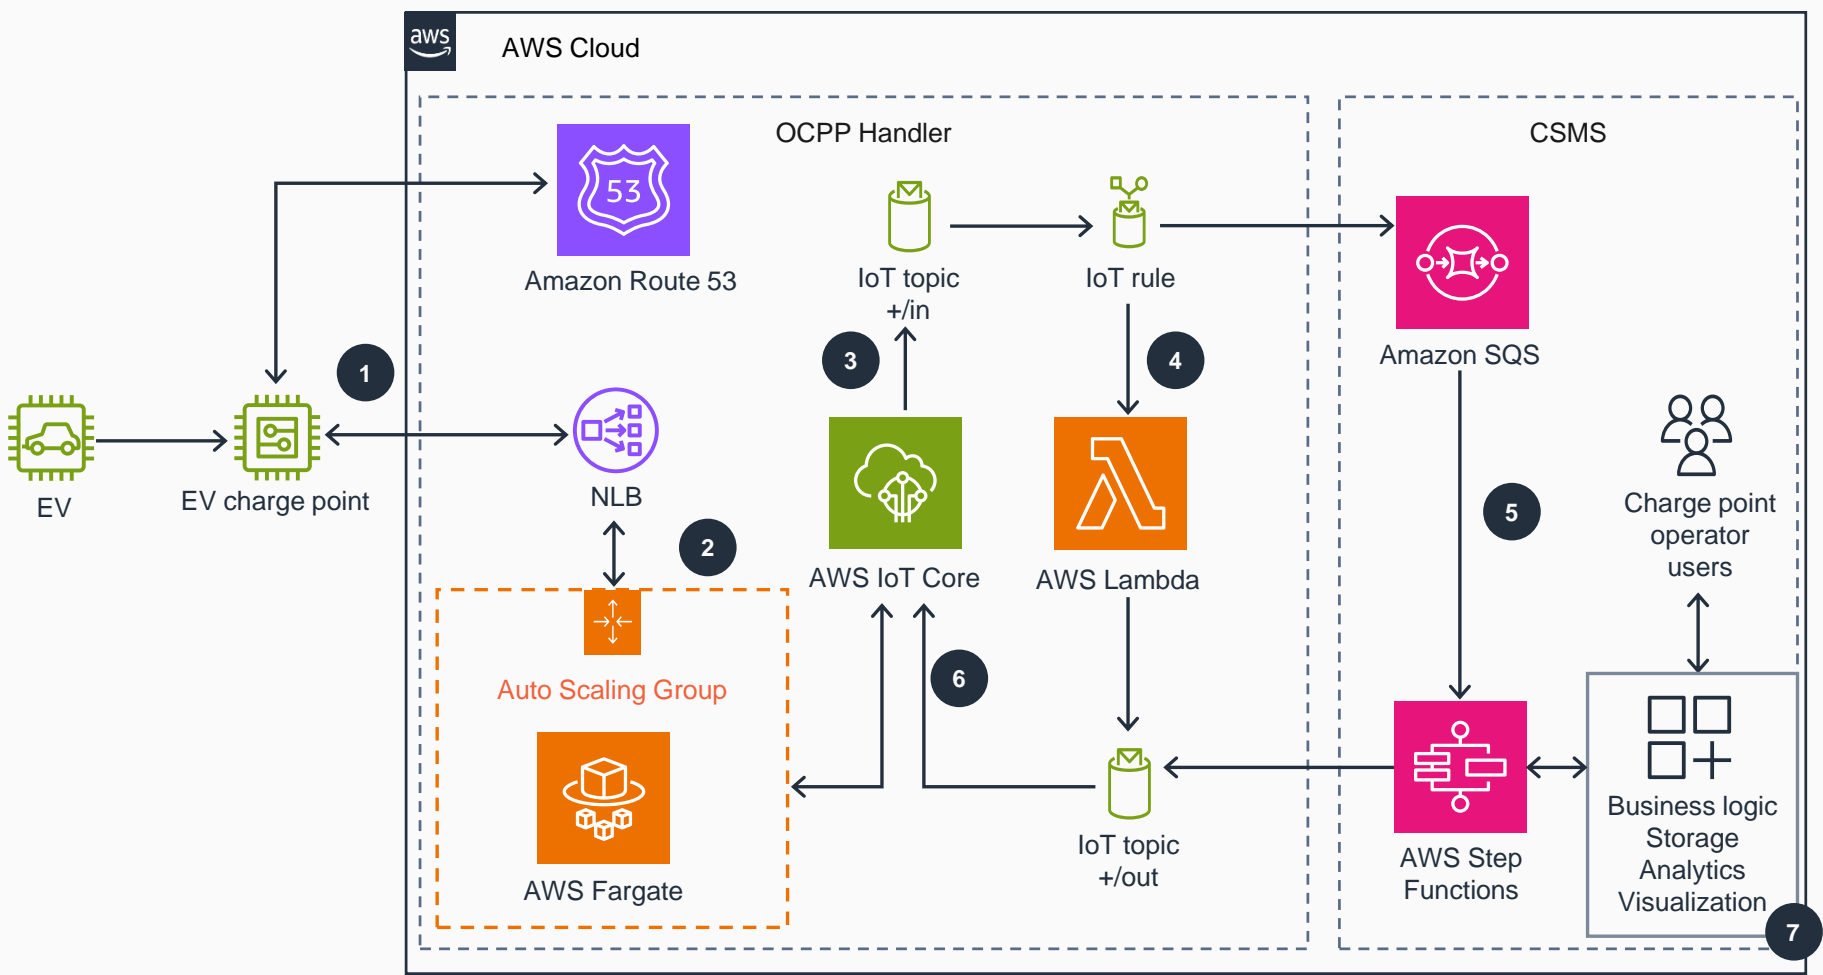 aws
AWS Cloud
OCPP Handler
CSMS
53
Amazon Route 53
IoT topic
+/in
IoT rule
Amazon SQS
1
3
4
EV
EV charge point
NLB
2
AWS IoT Core
AWS Lambda
5
Charge point
operator
users
Auto Scaling Group
6
AWS Fargate
IoT topic
+/out
AWS Step
Functions
Business logic
Storage
Analytics
Visualization
7